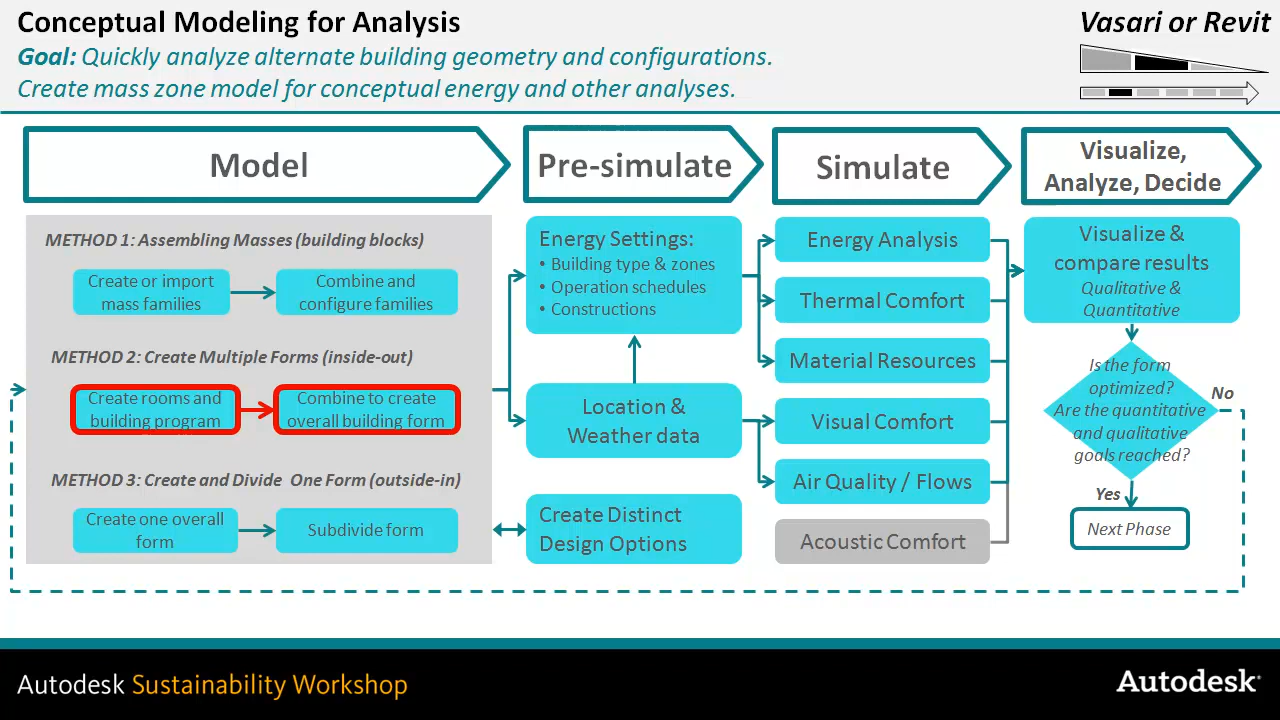 Conceptual Modeling for Analysis
Vasari or Revit
Goal: Quickly analyze alternate building geometry and configurations.
Create mass zone model for conceptual energy and other analyses.
Model
Pre-simulate
Simulate
Visualize,
Analyze, Decide
METHOD 1: Assembling Masses (building blocks)
Create or import
mass families
Combine and
configure families
METHOD 2: Create Multiple Forms (inside-out)
Create rooms and
building program
Combine to create
overall building form
METHOD 3: Create and Divide One Form (outside-in)
Create one overall
form
Subdivide form
Energy Settings:
• Building type & zones
• Operation schedules
• Constructions
Location &
Weather data
Create Distinct
Design Options
Energy Analysis
Thermal Comfort
Material Resources
Visual Comfort
Air Quality / Flows
Acoustic Comfort
Visualize &
compare results
Qualitative &
Quantitative
Is the form
optimized?
Are the quantitative
and qualitative
goals reached?
No
Yes
Next Phase
Autodesk Sustainability Workshop
Autodesk